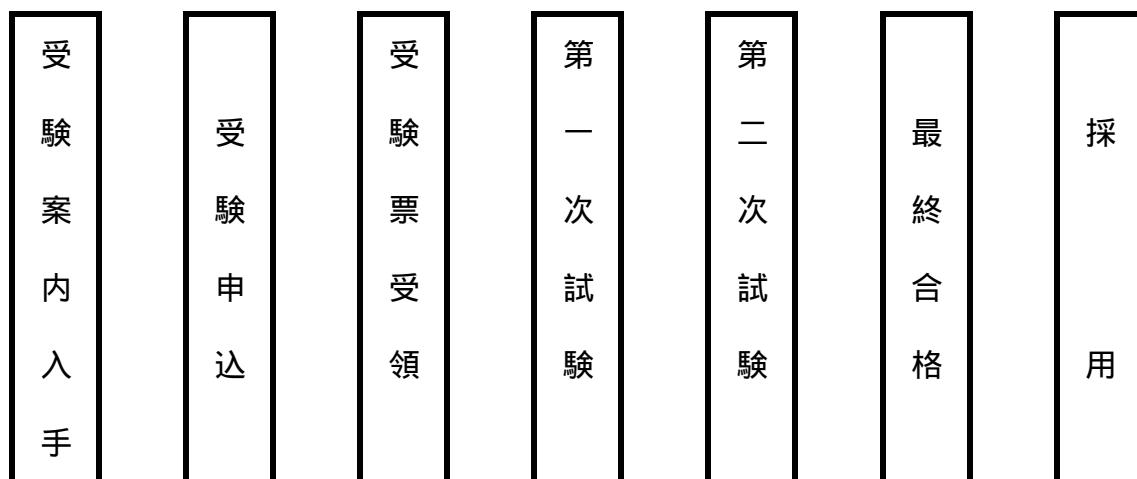 受験案内入手
受験申込
受験票受領
第一次試験
第二次試験
最終合格
採用